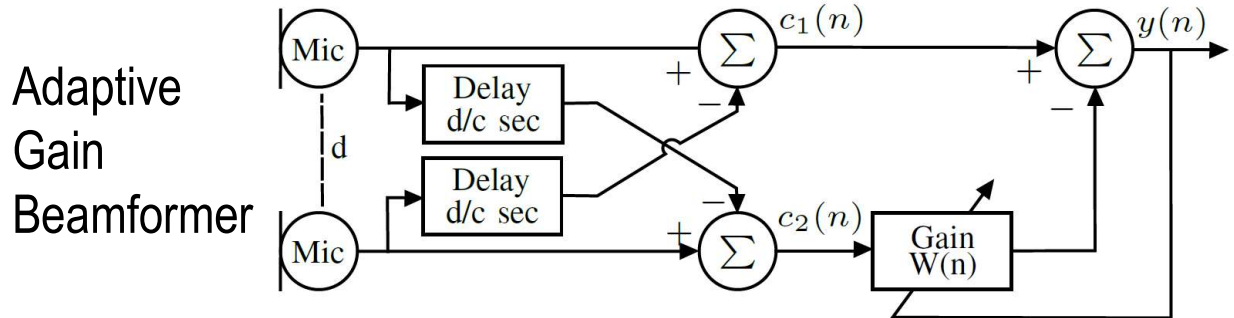 Adaptive
Gain
Beamformer
Mic
d
Mic
Delay
d/c sec
Delay
d/c sec
+
−
Σ
c₁(n)
−
+
Σ
c₂(n)
Gain
W(n)
+
−
Σ
y(n)